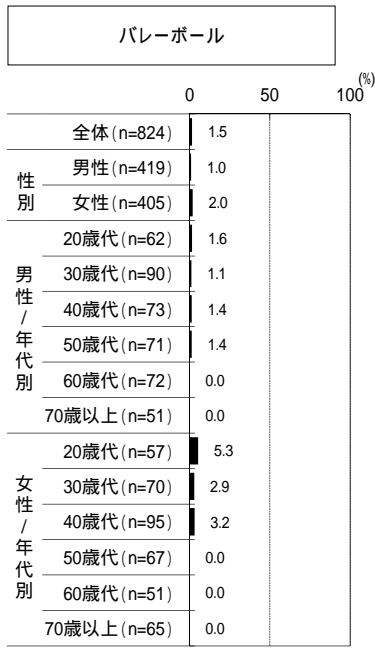 バレーボール
(%)
0 50 100
全体(n=824) 1.5
性別
男性(n=419) 1.0
女性(n=405) 2.0
男性/年代別
20歳代(n=62) 1.6
30歳代(n=90) 1.1
40歳代(n=73) 1.4
50歳代(n=71) 1.4
60歳代(n=72) 0.0
70歳以上(n=51) 0.0
女性/年代別
20歳代(n=57) 5.3
30歳代(n=70) 2.9
40歳代(n=95) 3.2
50歳代(n=67) 0.0
60歳代(n=51) 0.0
70歳以上(n=65) 0.0